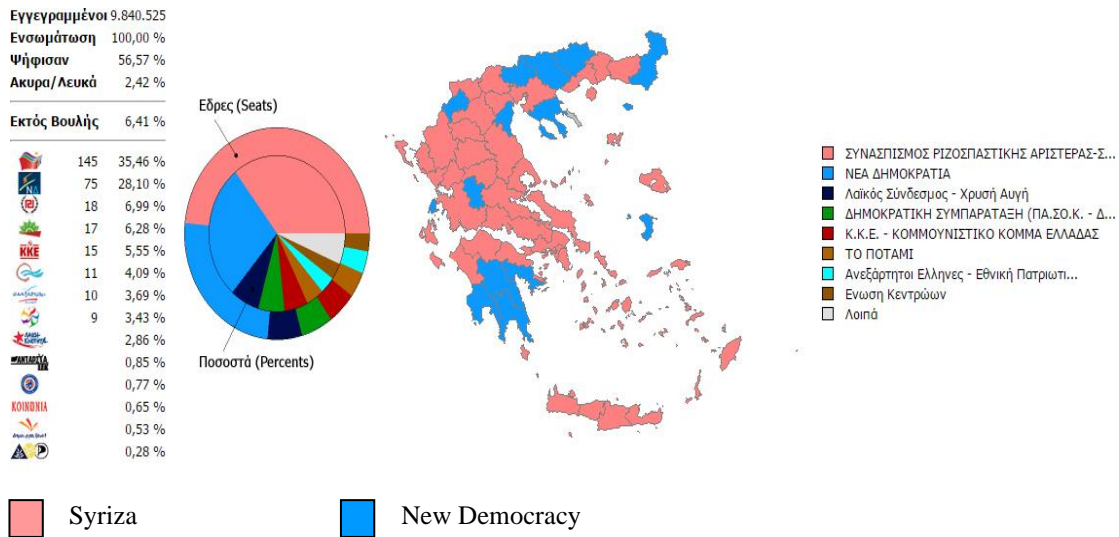 Εγγεγραμμένοι 9.840.525
Ενσωμάτωση 100,00 %
Ψήφισαν 56,57 %
Ακυρα/Λευκά 2,42 %
Εκτός Βουλής 6,41 %
145 35,46 %
ΝΔ 75 28,10 %
18 6,99 %
17 6,28 %
ΚΚΕ 15 5,55 %
11 4,09 %
10 3,69 %
9 3,43 %
2,86 %
0,85 %
0,77 %
ΚΟΙΝΩΝΙΑ 0,65 %
0,53 %
0,28 %
Εδρες (Seats)
Ποσοστά (Percents)
ΣΥΝΑΣΠΙΣΜΟΣ ΡΙΖΟΣΠΑΣΤΙΚΗΣ ΑΡΙΣΤΕΡΑΣ-Σ...
ΝΕΑ ΔΗΜΟΚΡΑΤΙΑ
Λαϊκός Σύνδεσμος - Χρυσή Αυγή
ΔΗΜΟΚΡΑΤΙΚΗ ΣΥΜΠΑΡΑΤΑΞΗ (ΠΑ.ΣΟ.Κ. - Δ...
Κ.Κ.Ε. - ΚΟΜΜΟΥΝΙΣΤΙΚΟ ΚΟΜΜΑ ΕΛΛΑΔΑΣ
ΤΟ ΠΟΤΑΜΙ
Ανεξάρτητοι Ελληνες - Εθνική Πατριωτι...
Ενωση Κεντρώων
Λοιπά
Syriza
New Democracy